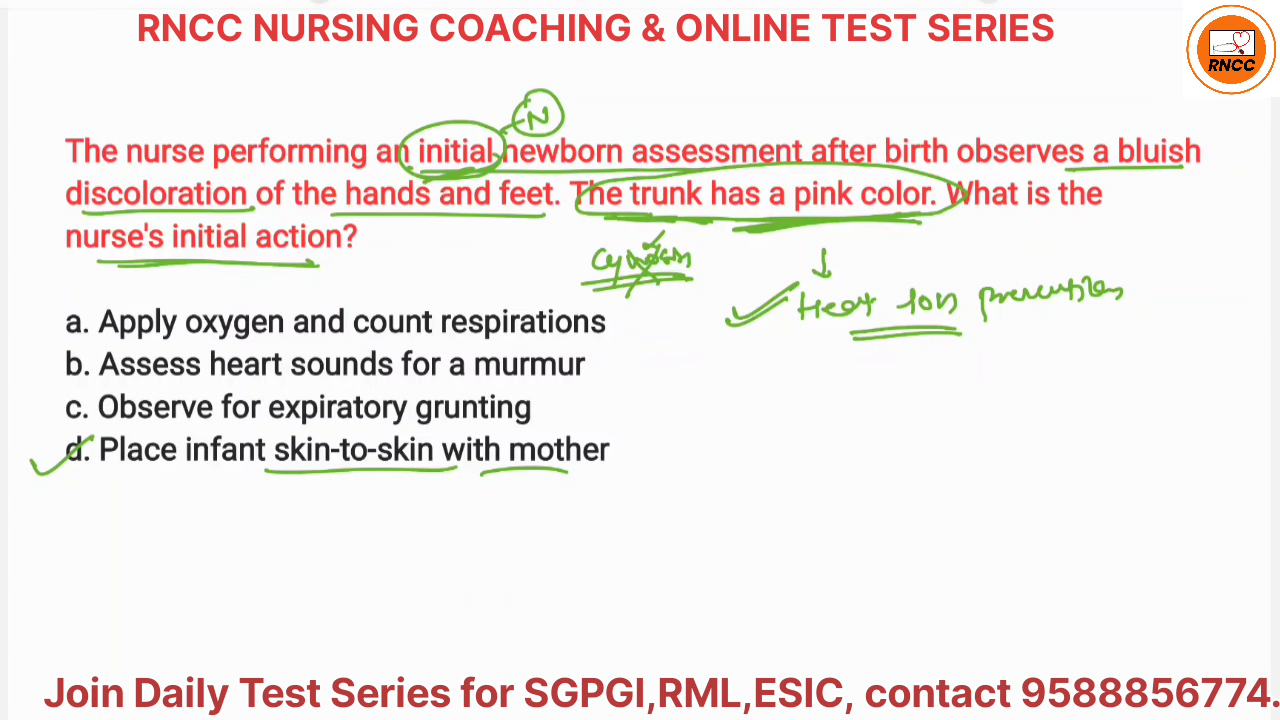 RNCC NURSING COACHING & ONLINE TEST SERIES
RNCC
N
The nurse performing an initial newborn assessment after birth observes a bluish
discoloration of the hands and feet. The trunk has a pink color. What is the
nurse's initial action?
Heat loss
a. Apply oxygen and count respirations
b. Assess heart sounds for a murmur
c. Observe for expiratory grunting
d. Place infant skin-to-skin with mother
Join Daily Test Series for SGPGI,RML,ESIC, contact 9588856774.